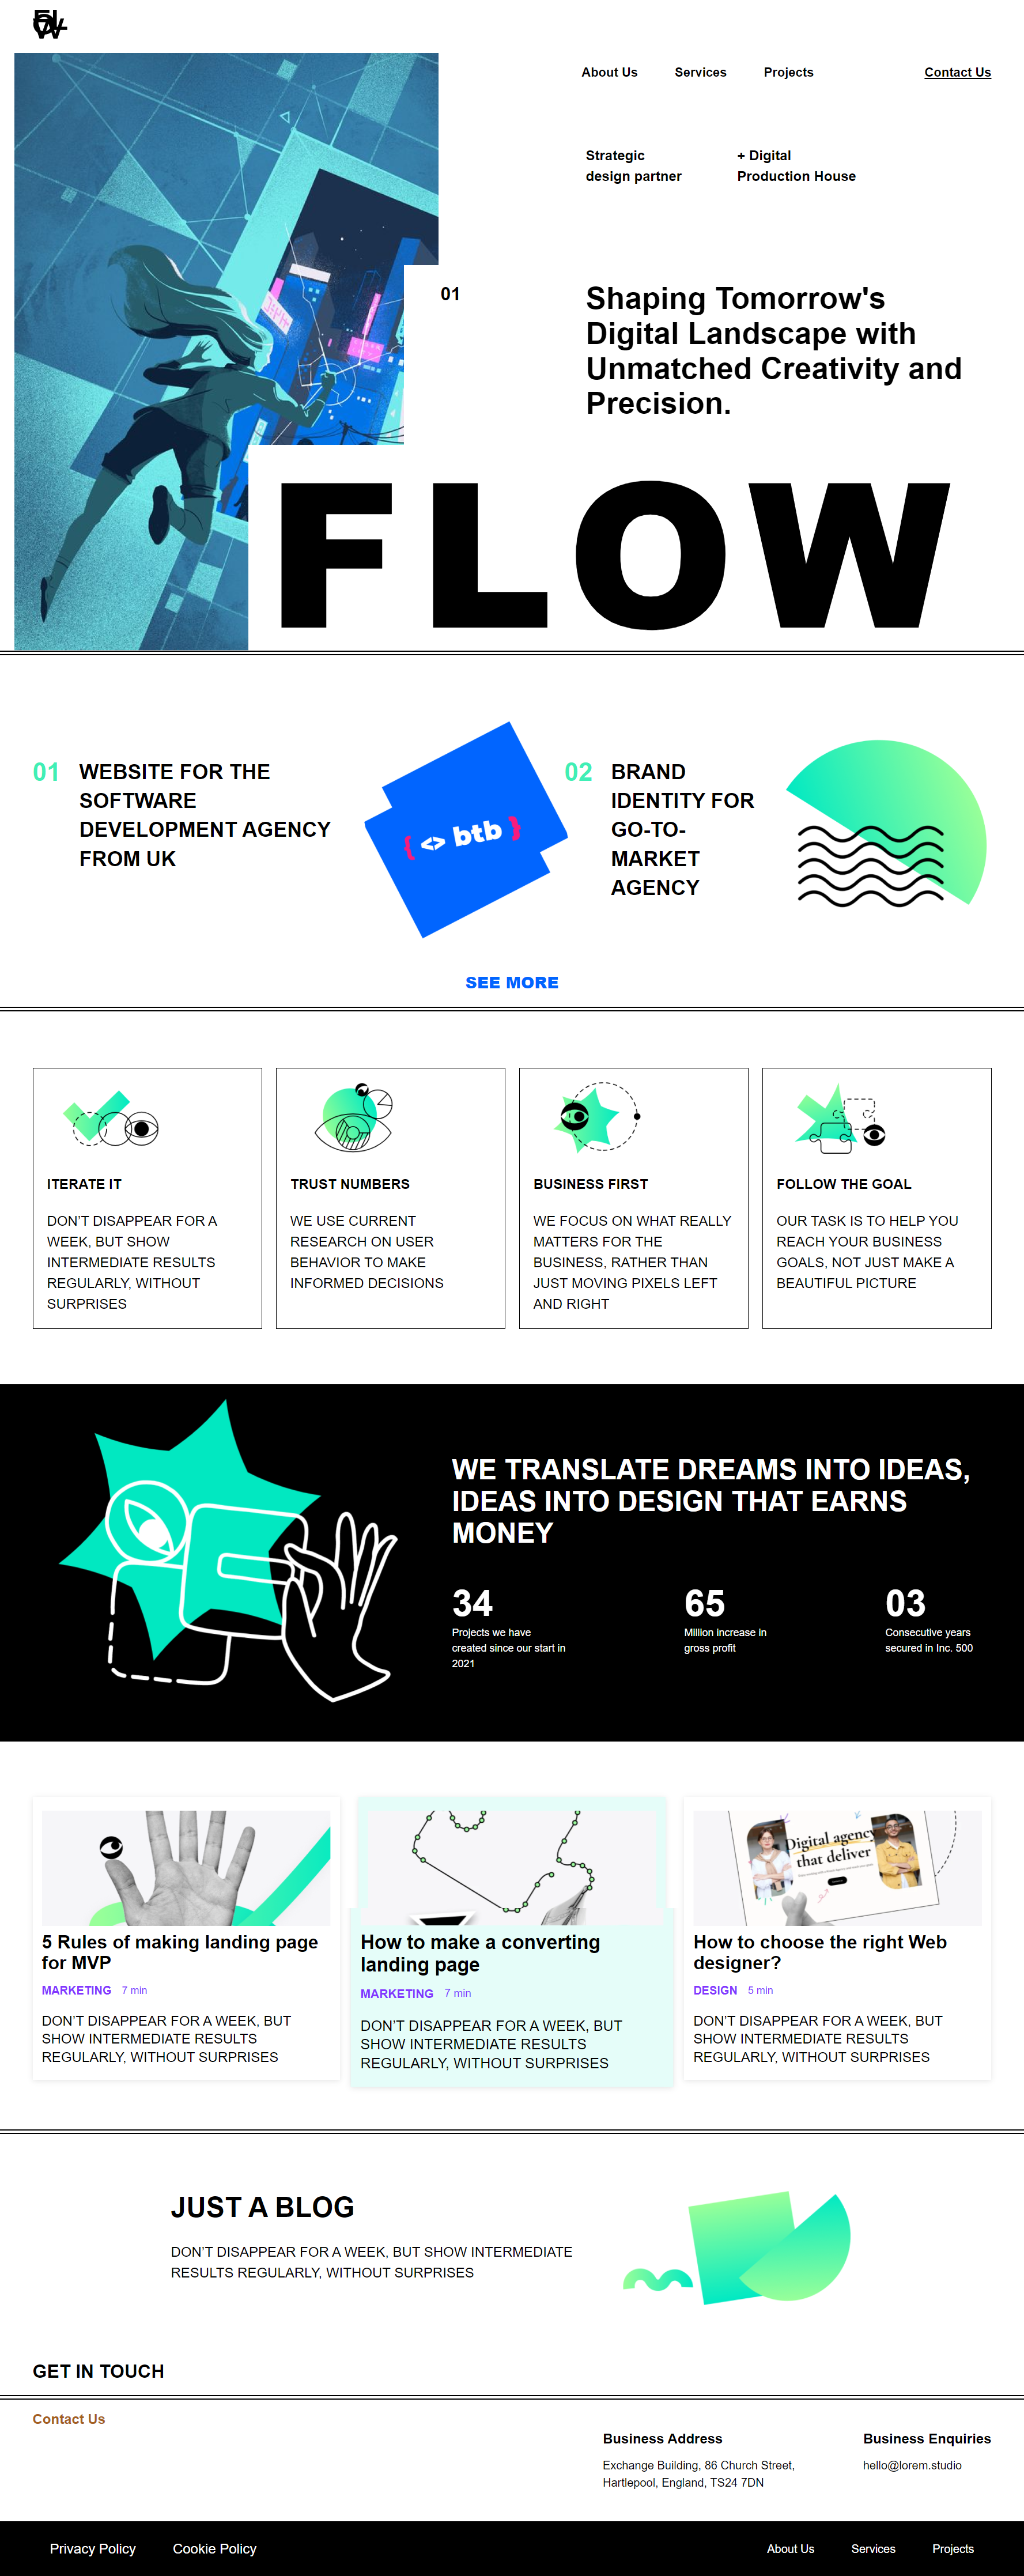 FLOW
About Us Services Projects Contact Us
Strategic
design partner
+ Digital
Production House
01
Shaping Tomorrow's
Digital Landscape with
Unmatched Creativity and
Precision.
FLOW
01
WEBSITE FOR THE
SOFTWARE
DEVELOPMENT AGENCY
FROM UK
{ <> btb }
02
BRAND
IDENTITY FOR
GO-TO-
MARKET
AGENCY
SEE MORE
ITERATE IT
DON'T DISAPPEAR FOR A
WEEK, BUT SHOW
INTERMEDIATE RESULTS
REGULARLY, WITHOUT
SURPRISES
TRUST NUMBERS
WE USE CURRENT
RESEARCH ON USER
BEHAVIOR TO MAKE
INFORMED DECISIONS
BUSINESS FIRST
WE FOCUS ON WHAT REALLY
MATTERS FOR THE
BUSINESS, RATHER THAN
JUST MOVING PIXELS LEFT
AND RIGHT
FOLLOW THE GOAL
OUR TASK IS TO HELP YOU
REACH YOUR BUSINESS
GOALS, NOT JUST MAKE A
BEAUTIFUL PICTURE
WE TRANSLATE DREAMS INTO IDEAS,
IDEAS INTO DESIGN THAT EARNS
MONEY
34
Projects we have
created since our start in
2021
65
Million increase in
gross profit
03
Consecutive years
secured in Inc. 500
5 Rules of making landing page
for MVP
MARKETING 7 min
DON'T DISAPPEAR FOR A WEEK, BUT
SHOW INTERMEDIATE RESULTS
REGULARLY, WITHOUT SURPRISES
How to make a converting
landing page
MARKETING 7 min
DON'T DISAPPEAR FOR A WEEK, BUT
SHOW INTERMEDIATE RESULTS
REGULARLY, WITHOUT SURPRISES
Digital agency
that deliver
How to choose the right Web
designer?
DESIGN 5 min
DON'T DISAPPEAR FOR A WEEK, BUT
SHOW INTERMEDIATE RESULTS
REGULARLY, WITHOUT SURPRISES
JUST A BLOG
DON'T DISAPPEAR FOR A WEEK, BUT SHOW INTERMEDIATE
RESULTS REGULARLY, WITHOUT SURPRISES
GET IN TOUCH
Contact Us
Business Address
Exchange Building, 86 Church Street,
Hartlepool, England, TS24 7DN
Business Enquiries
hello@lorem.studio
Privacy Policy Cookie Policy About Us Services Projects